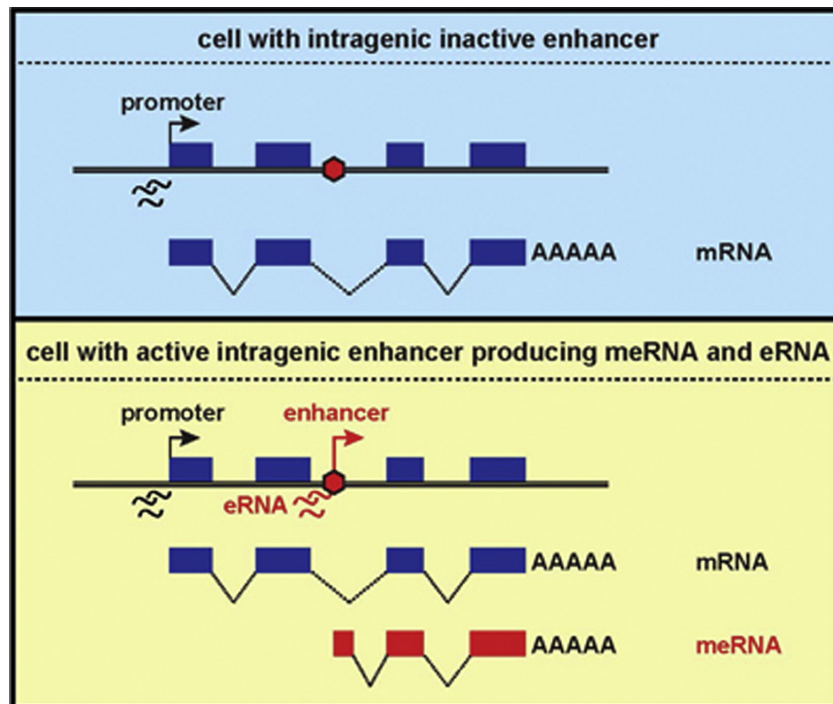 cell with intragenic inactive enhancer
promoter
AAAAA mRNA
cell with active intragenic enhancer producing meRNA and eRNA
promoter enhancer
eRNA
AAAAA mRNA
AAAAA meRNA